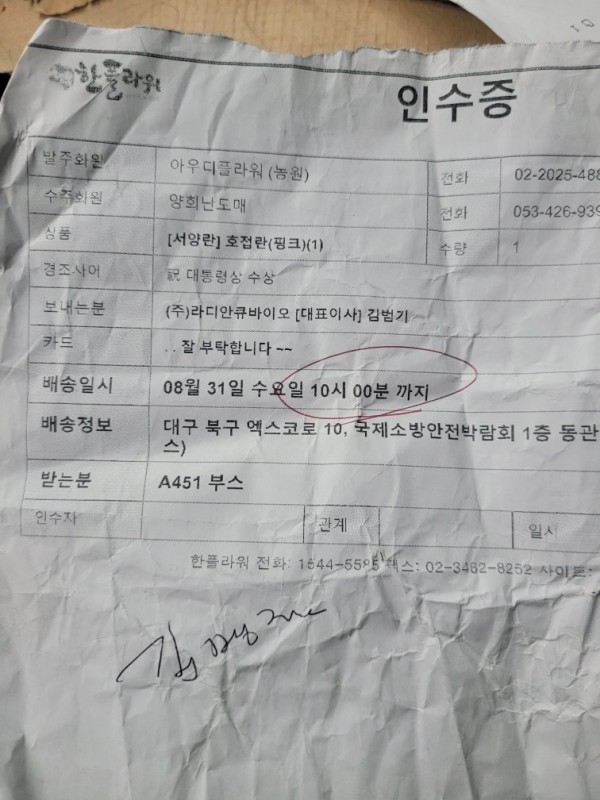 한플라워
인수증
발주화원 아우디플라워 (농원) 전화 02-2025-488
수주화원 양회난도매 전화 053-426-939
상품 [서양란] 호접란(핑크)(1) 수량 1
경조사어 祝 대통령상 수상
보내는분 (주)라디안큐바이오 [대표이사] 김범기
카드 . . 잘 부탁합니다 ~~
배송일시 08월 31일 수요일 10시 00분 까지
배송정보 대구 북구 엑스코로 10, 국제소방안전박람회 1층 동관
스)
받는분 A451 부스
인수자 관계 일시
한플라워 전화: 1544-5585 팩스: 02-3462-8252 사이트: